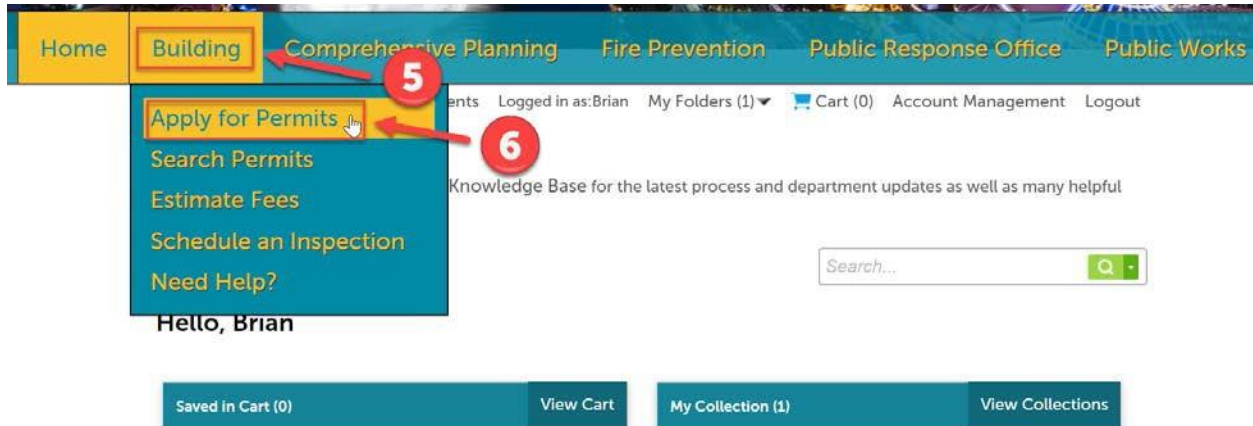 Home Building Comprehensive Planning Fire Prevention Public Response Office Public Works
5
Apply for Permits
6
Search Permits
Estimate Fees
Schedule an Inspection
Need Help?
Logged in as:Brian My Folders (1) Cart (0) Account Management Logout
Knowledge Base for the latest process and department updates as well as many helpful
Search...
Hello, Brian
Saved in Cart (0) View Cart My Collection (1) View Collections